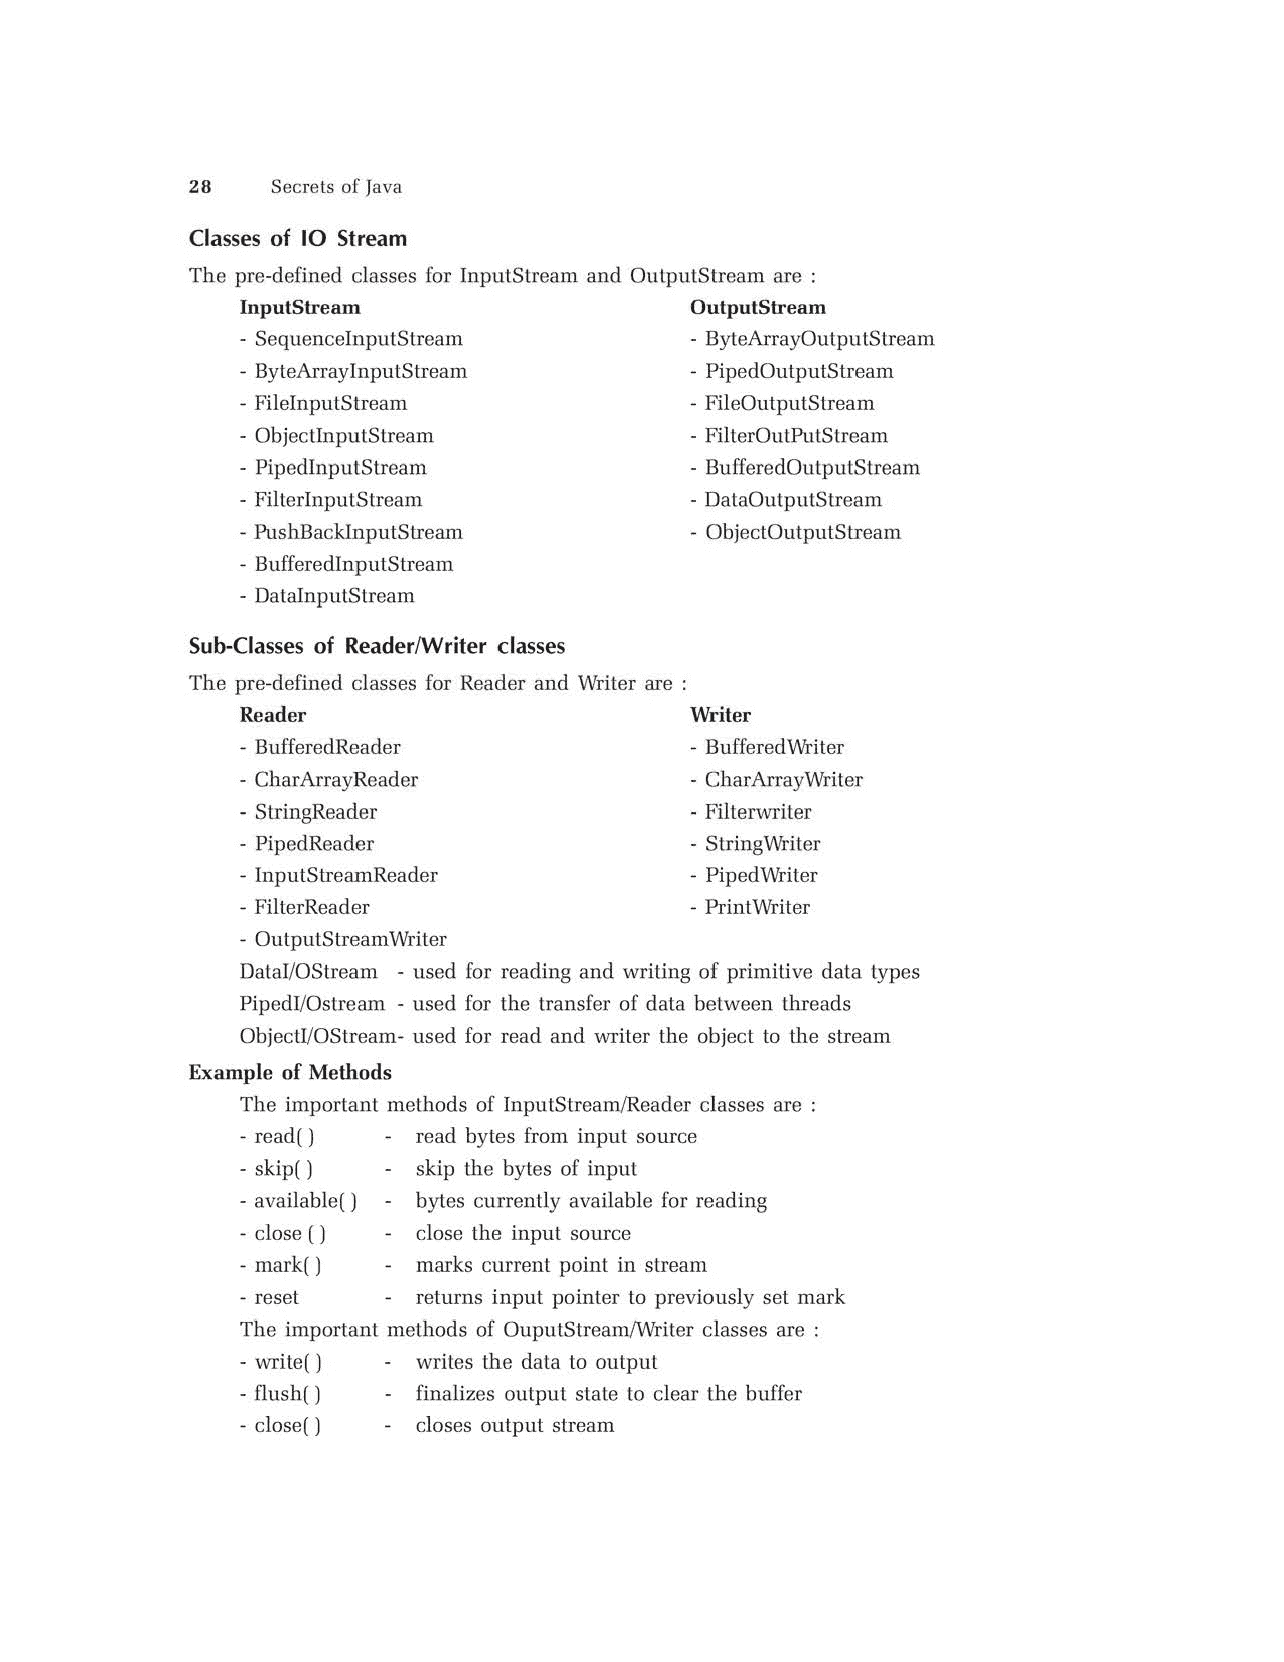 28 Secrets of Java
Classes of IO Stream
The pre-defined classes for InputStream and OutputStream are :
InputStream OutputStream
- SequenceInputStream - ByteArrayOutputStream
- ByteArrayInputStream - PipedOutputStream
- FileInputStream - FileOutputStream
- ObjectInputStream - FilterOutPutStream
- PipedInputStream - BufferedOutputStream
- FilterInputStream - DataOutputStream
- PushBackInputStream - ObjectOutputStream
- BufferedInputStream
- DataInputStream
Sub-Classes of Reader/Writer classes
The pre-defined classes for Reader and Writer are :
Reader Writer
- BufferedReader - BufferedWriter
- CharArrayReader - CharArrayWriter
- StringReader - Filterwriter
- PipedReader - StringWriter
- InputStreamReader - PipedWriter
- FilterReader - PrintWriter
- OutputStreamWriter
DataI/OStream - used for reading and writing of primitive data types
PipedI/Ostream - used for the transfer of data between threads
ObjectI/OStream- used for read and writer the object to the stream
Example of Methods
The important methods of InputStream/Reader classes are :
- read( ) - read bytes from input source
- skip( ) - skip the bytes of input
- available( ) - bytes currently available for reading
- close ( ) - close the input source
- mark( ) - marks current point in stream
- reset - returns input pointer to previously set mark
The important methods of OuputStream/Writer classes are :
- write( ) - writes the data to output
- flush( ) - finalizes output state to clear the buffer
- close( ) - closes output stream